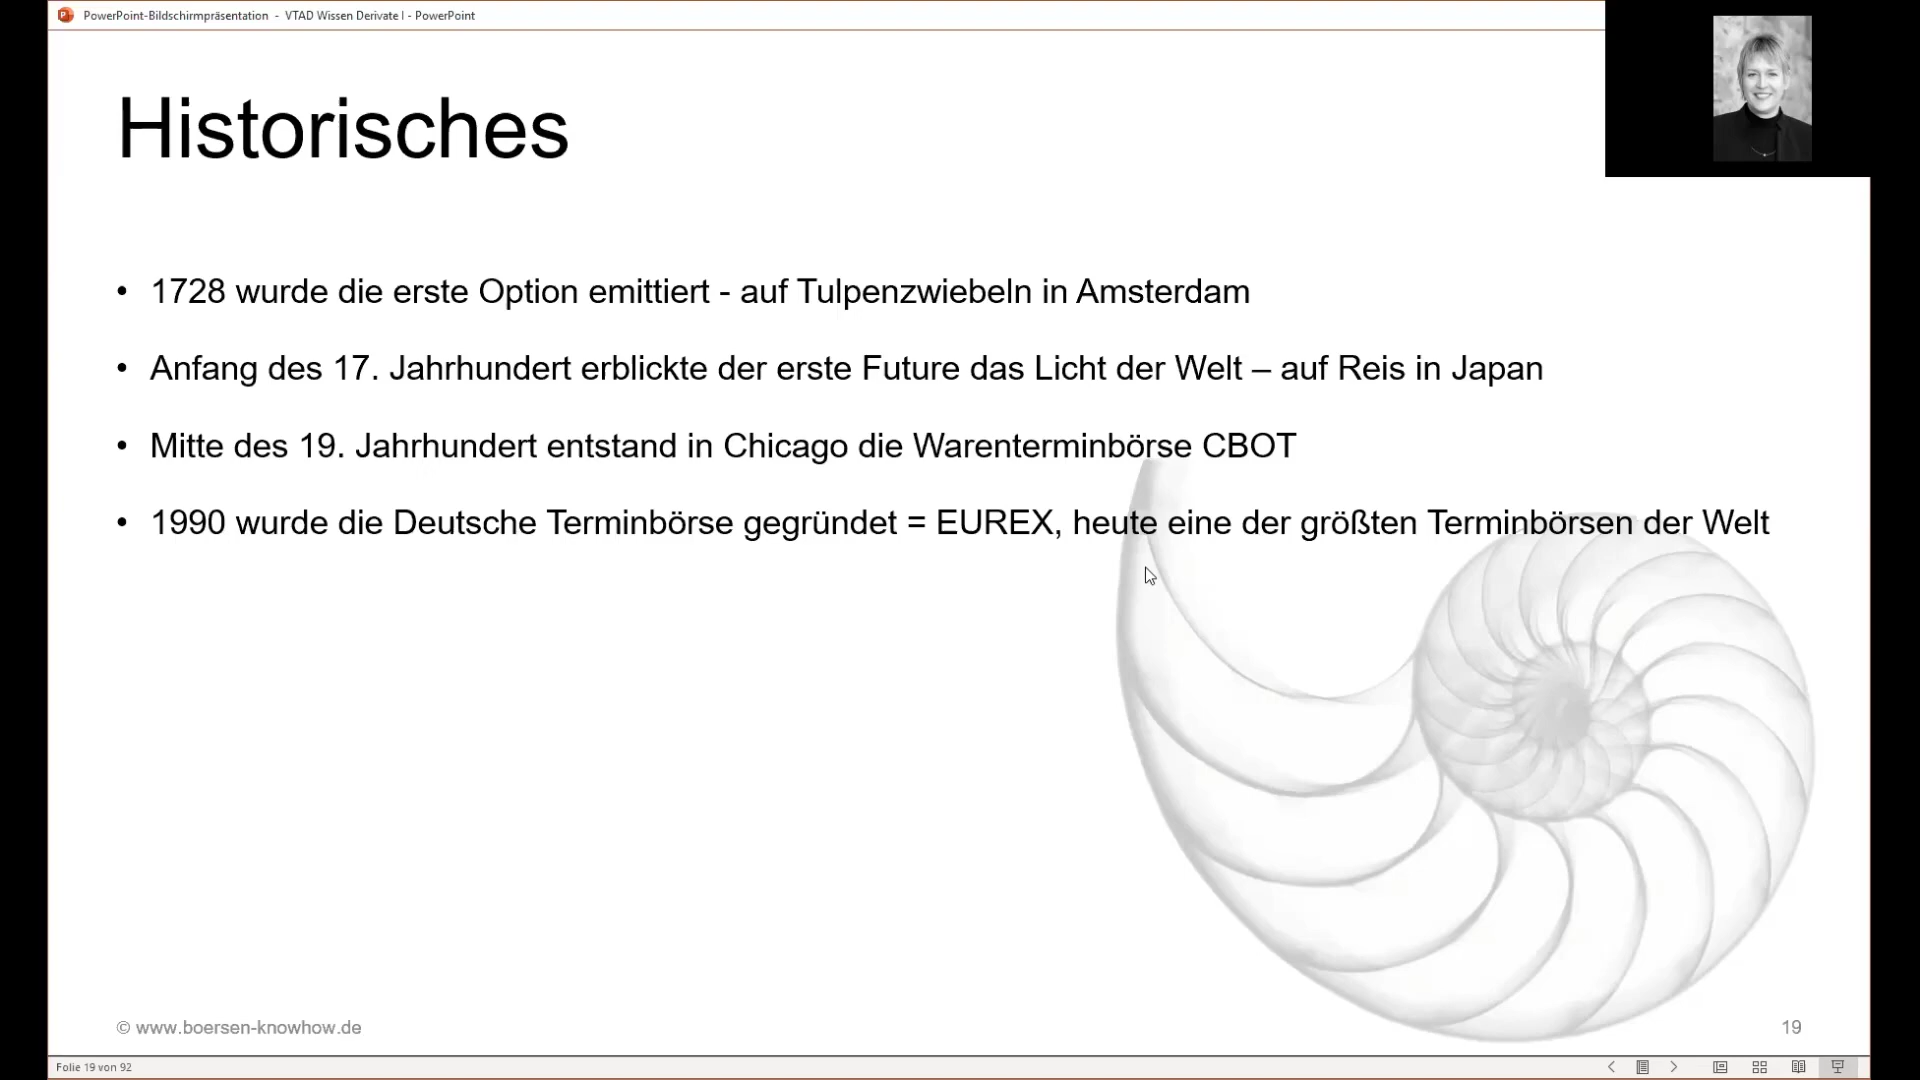 PowerPoint-Bildschirmpräsentation - VTAD Wissen Derivate I - PowerPoint
Historisches
• 1728 wurde die erste Option emittiert - auf Tulpenzwiebeln in Amsterdam
• Anfang des 17. Jahrhundert erblickte der erste Future das Licht der Welt – auf Reis in Japan
• Mitte des 19. Jahrhundert entstand in Chicago die Warenterminbörse CBOT
• 1990 wurde die Deutsche Terminbörse gegründet = EUREX, heute eine der größten Terminbörsen der Welt
© www.boersen-knowhow.de
19
Folie 19 von 92